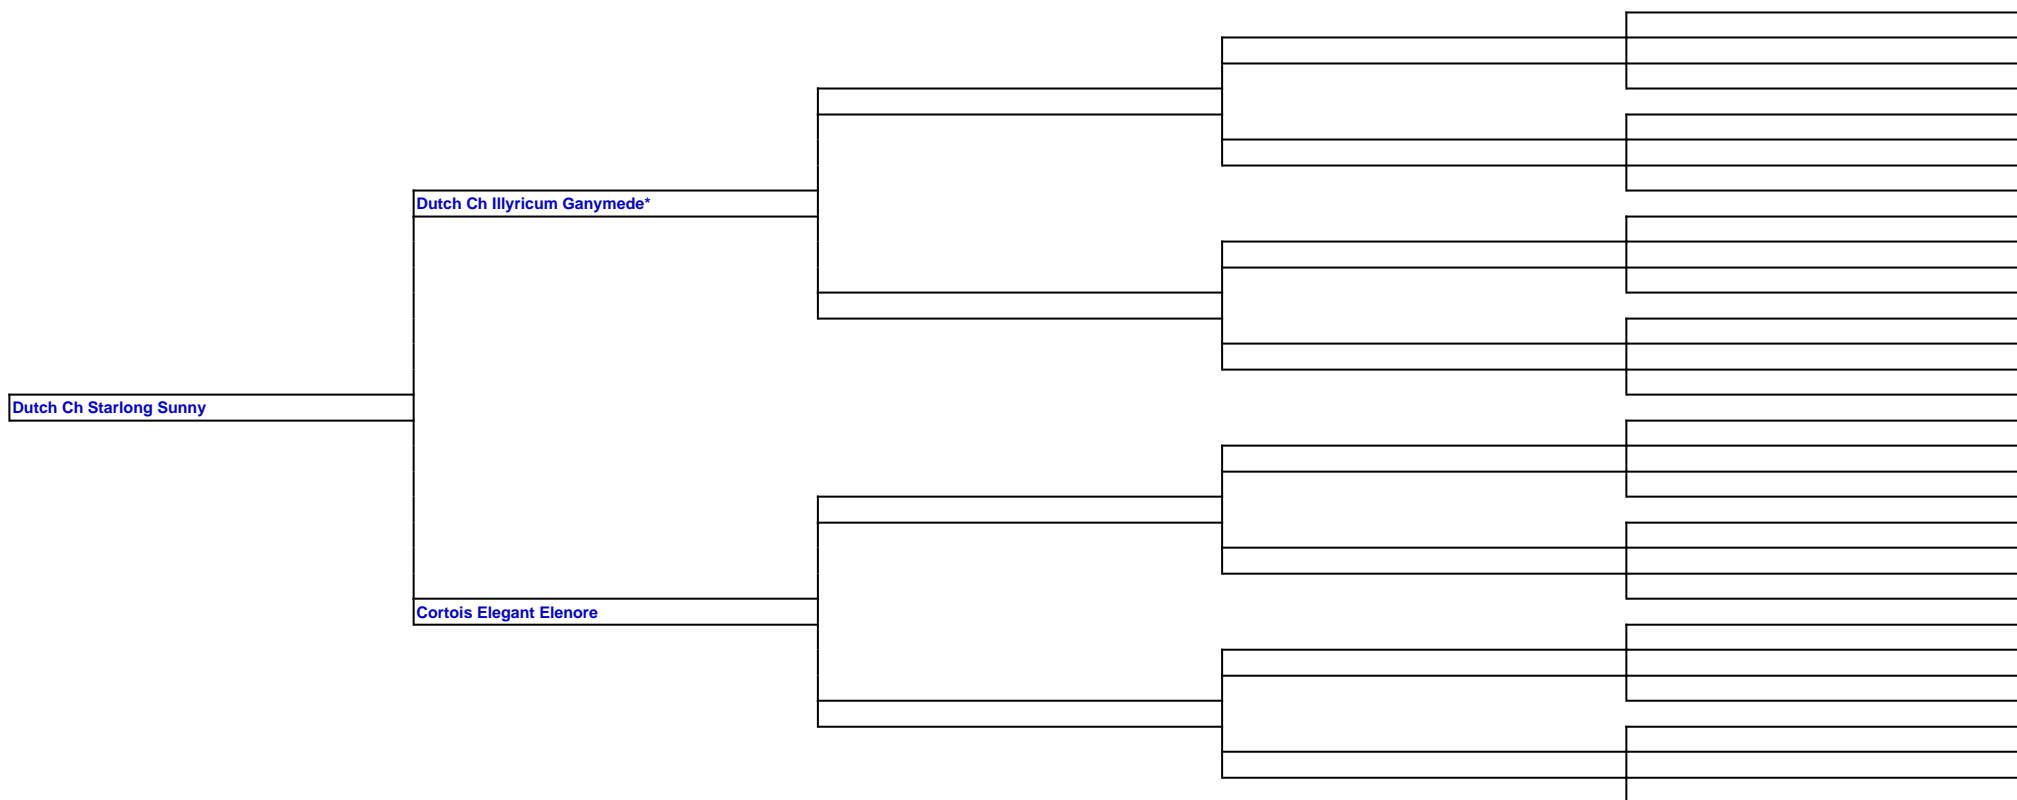 Dutch Ch Illyricum Ganymede*
Dutch Ch Starlong Sunny
Cortois Elegant Elenore